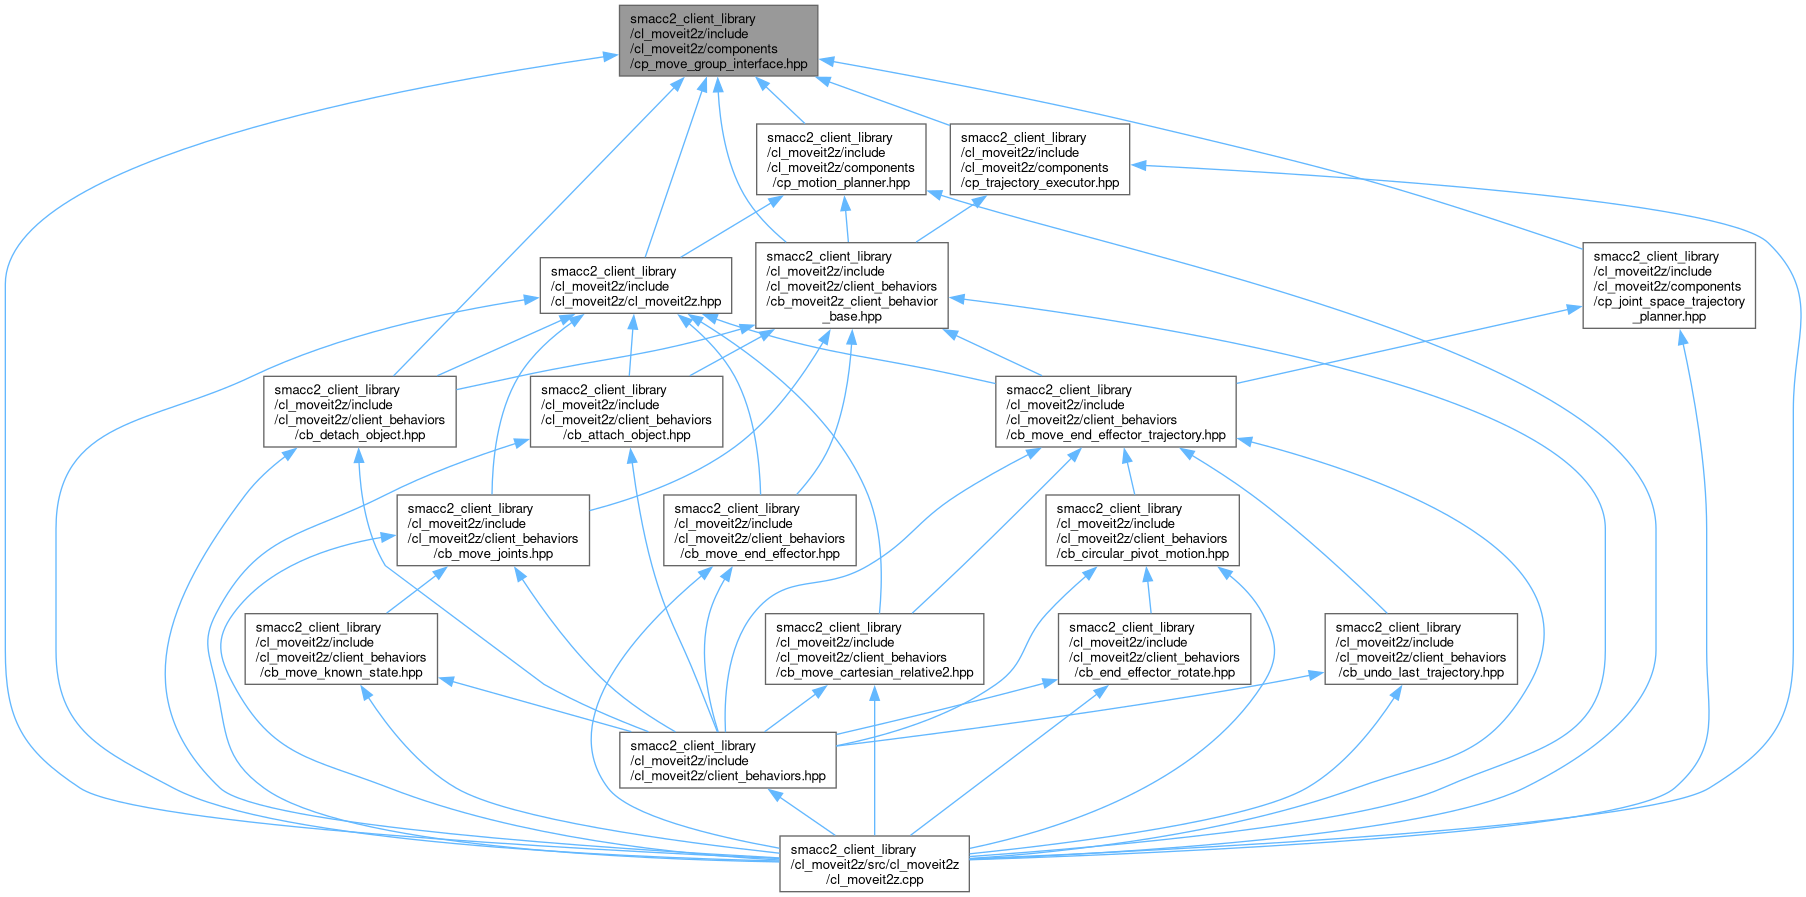 smacc2_client_library
/cl_moveit2z/include
/cl_moveit2z/components
/cp_move_group_interface.hpp
smacc2_client_library
/cl_moveit2z/include
/cl_moveit2z/components
/cp_motion_planner.hpp
smacc2_client_library
/cl_moveit2z/include
/cl_moveit2z/components
/cp_trajectory_executor.hpp
smacc2_client_library
/cl_moveit2z/include
/cl_moveit2z/cl_moveit2z.hpp
smacc2_client_library
/cl_moveit2z/include
/cl_moveit2z/client_behaviors
/cb_moveit2z_client_behavior
_base.hpp
smacc2_client_library
/cl_moveit2z/include
/cl_moveit2z/components
/cp_joint_space_trajectory
_planner.hpp
smacc2_client_library
/cl_moveit2z/include
/cl_moveit2z/client_behaviors
/cb_detach_object.hpp
smacc2_client_library
/cl_moveit2z/include
/cl_moveit2z/client_behaviors
/cb_attach_object.hpp
smacc2_client_library
/cl_moveit2z/include
/cl_moveit2z/client_behaviors
/cb_move_end_effector_trajectory.hpp
smacc2_client_library
/cl_moveit2z/include
/cl_moveit2z/client_behaviors
/cb_move_joints.hpp
smacc2_client_library
/cl_moveit2z/include
/cl_moveit2z/client_behaviors
/cb_move_end_effector.hpp
smacc2_client_library
/cl_moveit2z/include
/cl_moveit2z/client_behaviors
/cb_circular_pivot_motion.hpp
smacc2_client_library
/cl_moveit2z/include
/cl_moveit2z/client_behaviors
/cb_move_known_state.hpp
smacc2_client_library
/cl_moveit2z/include
/cl_moveit2z/client_behaviors
/cb_move_cartesian_relative2.hpp
smacc2_client_library
/cl_moveit2z/include
/cl_moveit2z/client_behaviors
/cb_end_effector_rotate.hpp
smacc2_client_library
/cl_moveit2z/include
/cl_moveit2z/client_behaviors
/cb_undo_last_trajectory.hpp
smacc2_client_library
/cl_moveit2z/include
/cl_moveit2z/client_behaviors.hpp
smacc2_client_library
/cl_moveit2z/src/cl_moveit2z
/cl_moveit2z.cpp